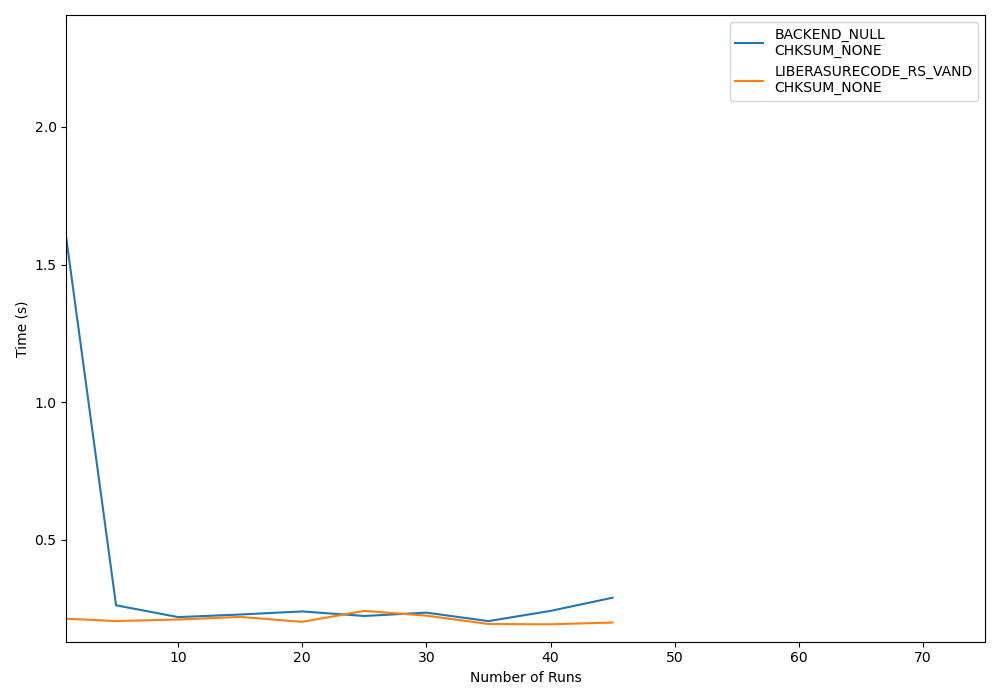 BACKEND_NULL
CHKSUM_NONE
LIBERASURECODE_RS_VAND
CHKSUM_NONE
2.0
1.5
1.0
0.5
Time (s)
10 20 30 40 50 60 70
Number of Runs